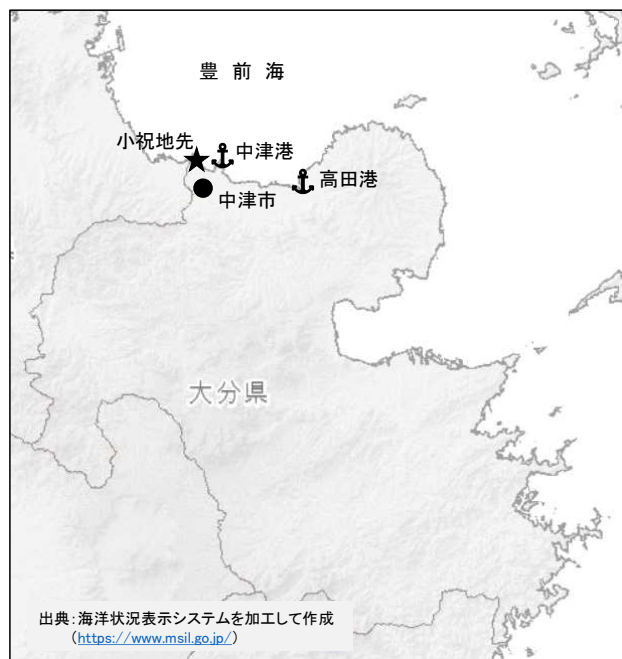 豊 前 海
小祝地先
中津港
高田港
中津市
大分県
出典：海洋状況表示システムを加工して作成
（https://www.msil.go.jp/）